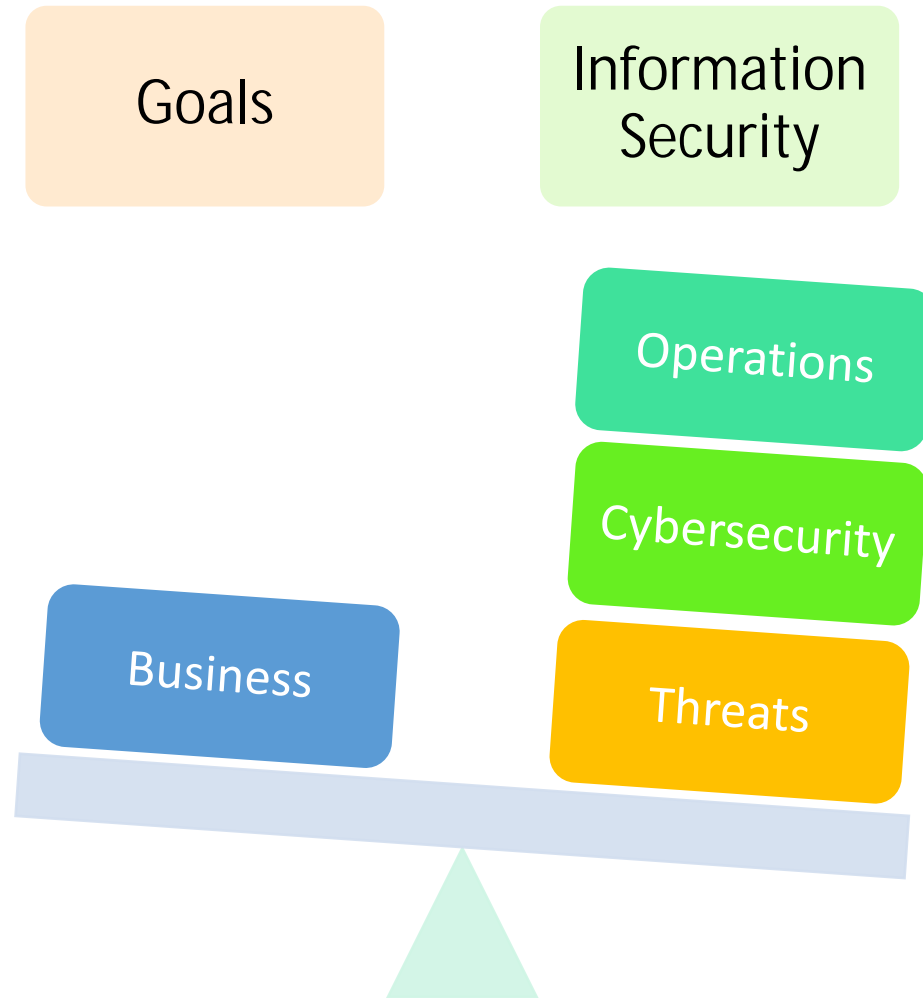 Goals
Information
Security
Operations
Cybersecurity
Business
Threats